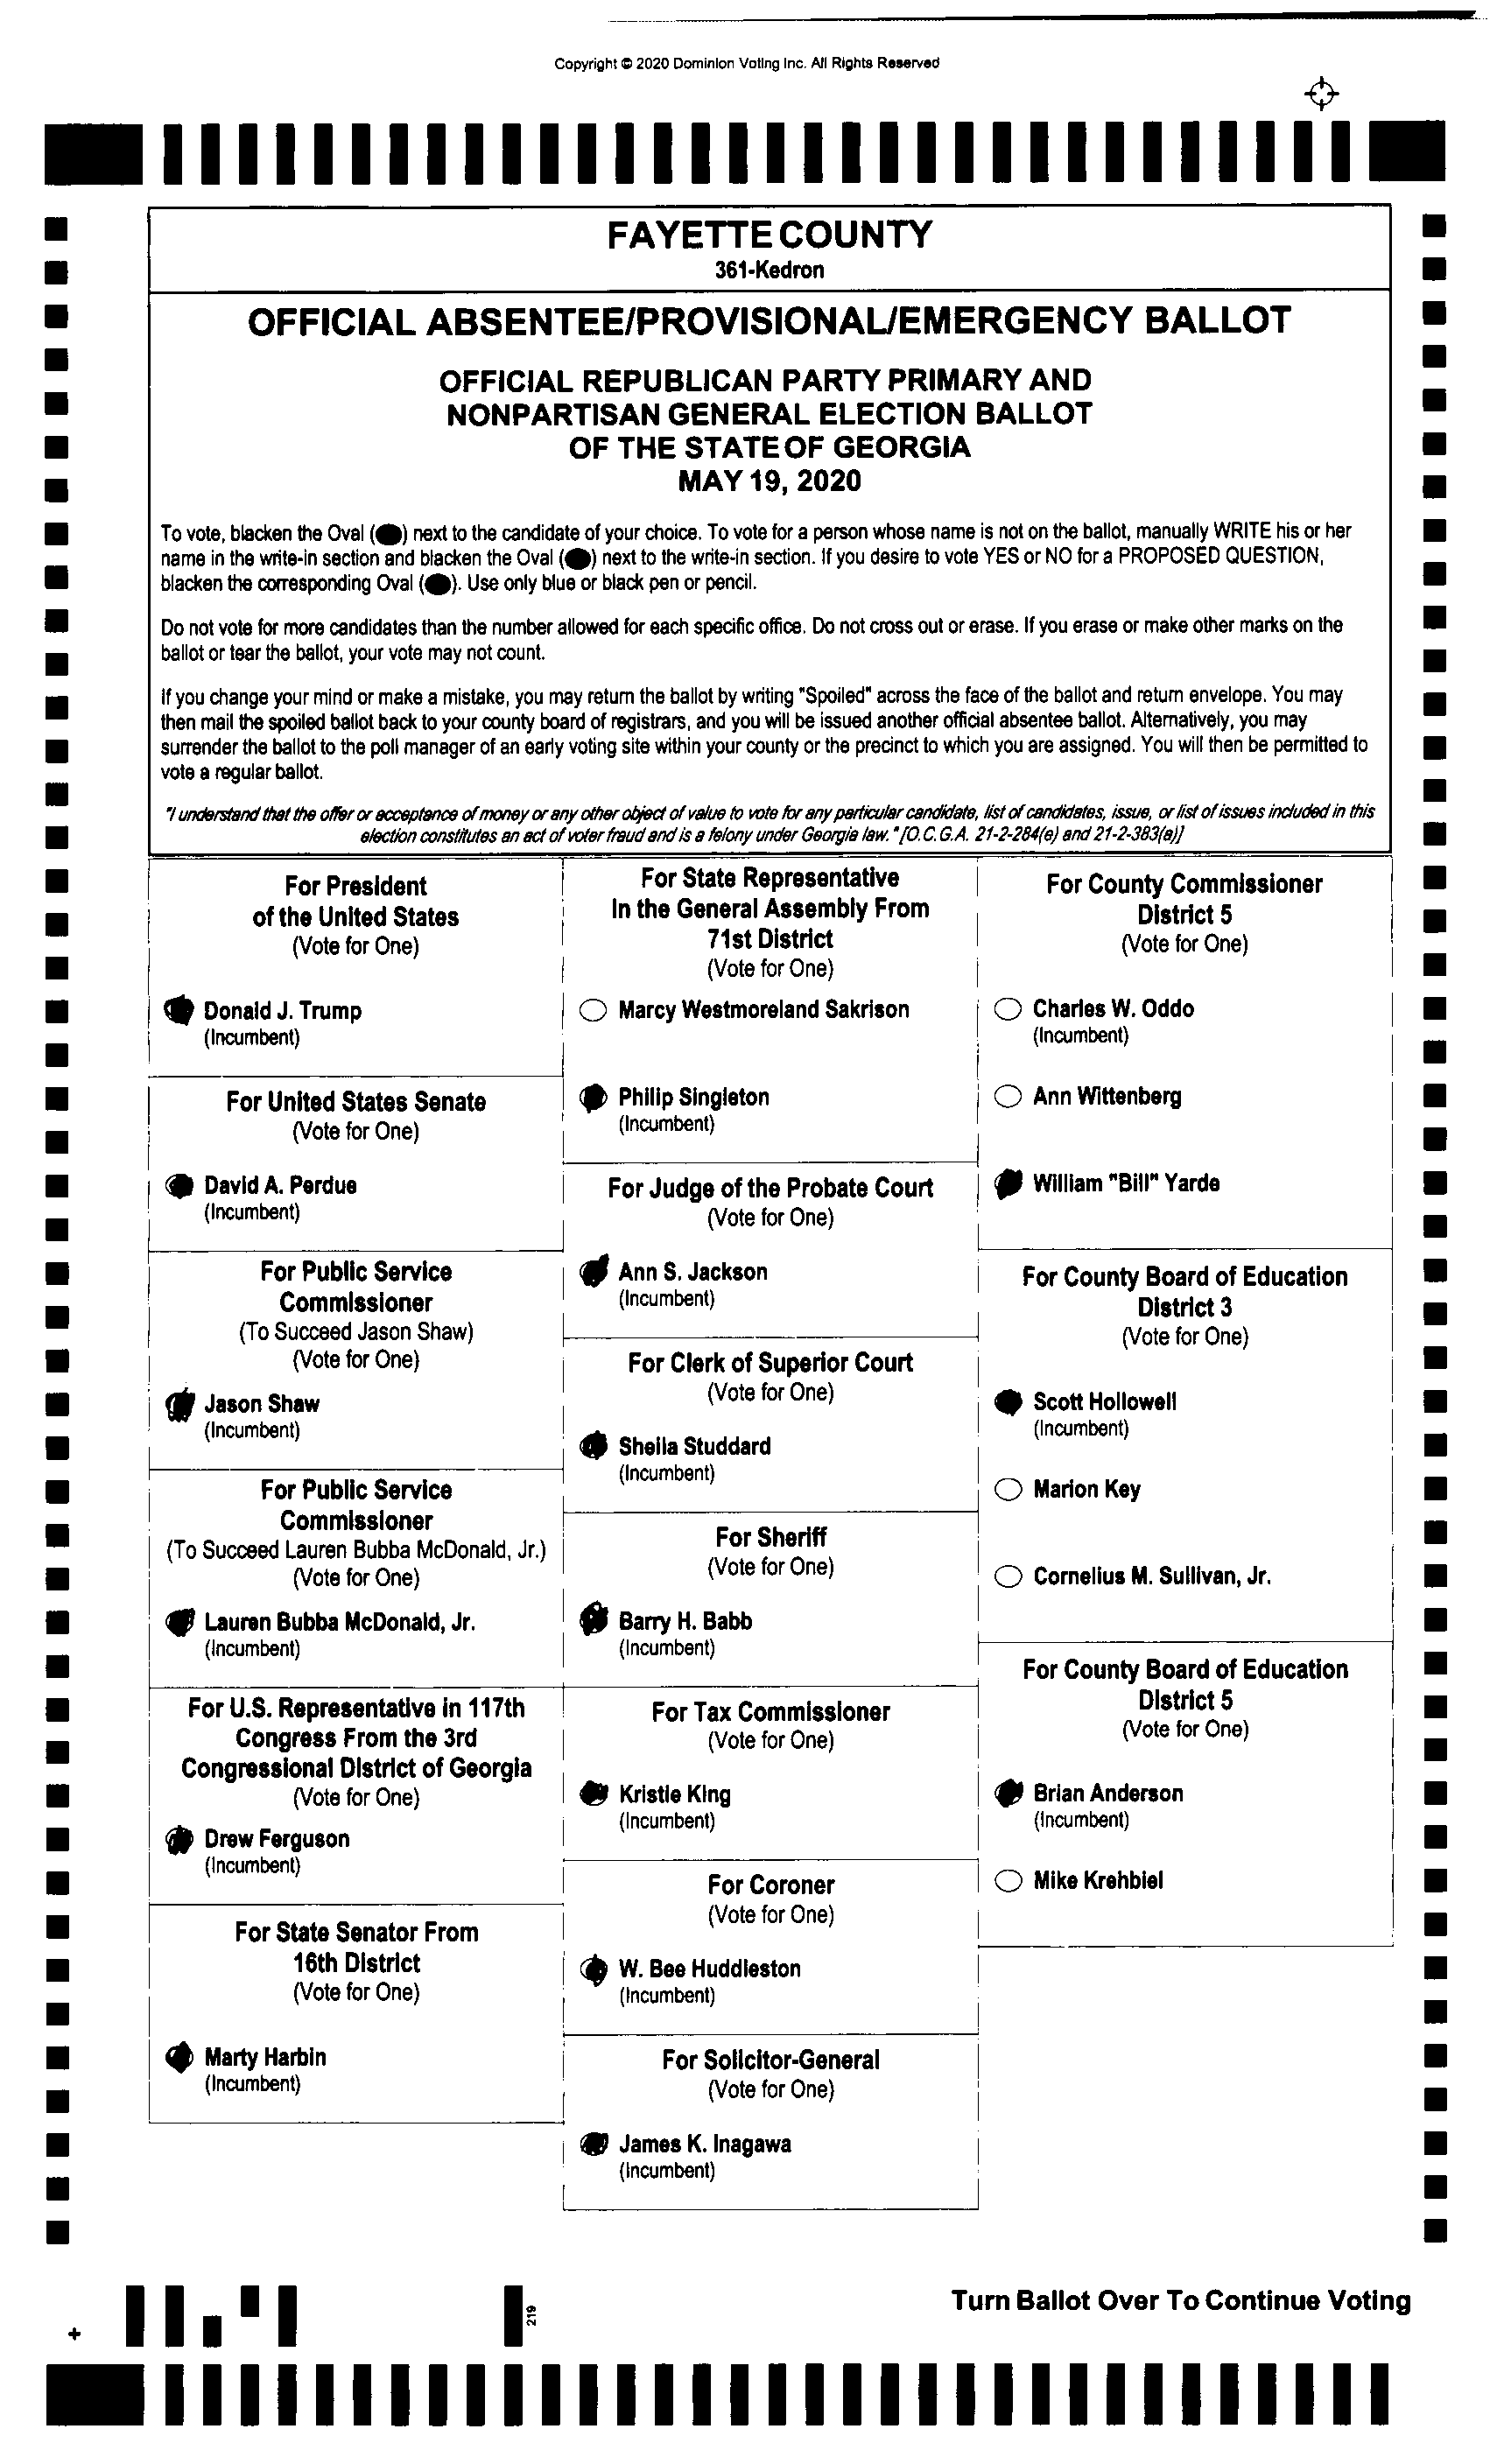 Copyright © 2020 Dominion Voting Inc. All Rights Reserved
FAYETTE COUNTY
361-Kedron
OFFICIAL ABSENTEE/PROVISIONAL/EMERGENCY BALLOT
OFFICIAL REPUBLICAN PARTY PRIMARY AND
NONPARTISAN GENERAL ELECTION BALLOT
OF THE STATE OF GEORGIA
MAY 19, 2020
To vote, blacken the Oval () next to the candidate of your choice. To vote for a person whose name is not on the ballot, manually WRITE his or her
name in the write-in section and blacken the Oval () next to the write-in section. If you desire to vote YES or NO for a PROPOSED QUESTION,
blacken the corresponding Oval (). Use only blue or black pen or pencil.
Do not vote for more candidates than the number allowed for each specific office. Do not cross out or erase. If you erase or make other marks on the
ballot or tear the ballot, your vote may not count.
If you change your mind or make a mistake, you may return the ballot by writing "Spoiled" across the face of the ballot and return envelope. You may
then mail the spoiled ballot back to your county board of registrars, and you will be issued another official absentee ballot. Alternatively, you may
surrender the ballot to the poll manager of an early voting site within your county or the precinct to which you are assigned. You will then be permitted to
vote a regular ballot.
"I understand that the offer or acceptance of money or any other object of value to vote for any particular candidate, list of candidates, issue, or list of issues included in this
election constitutes an act of voter fraud and is a felony under Georgia law." [O.C.G.A. 21-2-284(e) and 21-2-383(a)]
For President
of the United States
(Vote for One)
Donald J. Trump
(Incumbent)
For United States Senate
(Vote for One)
David A. Perdue
(Incumbent)
For Public Service
Commissioner
(To Succeed Jason Shaw)
(Vote for One)
Jason Shaw
(Incumbent)
For Public Service
Commissioner
(To Succeed Lauren Bubba McDonald, Jr.)
(Vote for One)
Lauren Bubba McDonald, Jr.
(Incumbent)
For U.S. Representative in 117th
Congress From the 3rd
Congressional District of Georgia
(Vote for One)
Drew Ferguson
(Incumbent)
For State Senator From
16th District
(Vote for One)
Marty Harbin
(Incumbent)
For State Representative
In the General Assembly From
71st District
(Vote for One)
Marcy Westmoreland Sakrison
Philip Singleton
(Incumbent)
For Judge of the Probate Court
(Vote for One)
Ann S. Jackson
(Incumbent)
For Clerk of Superior Court
(Vote for One)
Sheila Studdard
(Incumbent)
For Sheriff
(Vote for One)
Barry H. Babb
(Incumbent)
For Tax Commissioner
(Vote for One)
Kristie King
(Incumbent)
For Coroner
(Vote for One)
W. Bee Huddleston
(Incumbent)
For Solicitor-General
(Vote for One)
James K. Inagawa
(Incumbent)
For County Commissioner
District 5
(Vote for One)
Charles W. Oddo
(Incumbent)
Ann Wittenberg
William "Bill" Yarde
For County Board of Education
District 3
(Vote for One)
Scott Hollowell
(Incumbent)
Marion Key
Cornelius M. Sullivan, Jr.
For County Board of Education
District 5
(Vote for One)
Brian Anderson
(Incumbent)
Mike Krehbiel
Turn Ballot Over To Continue Voting
219